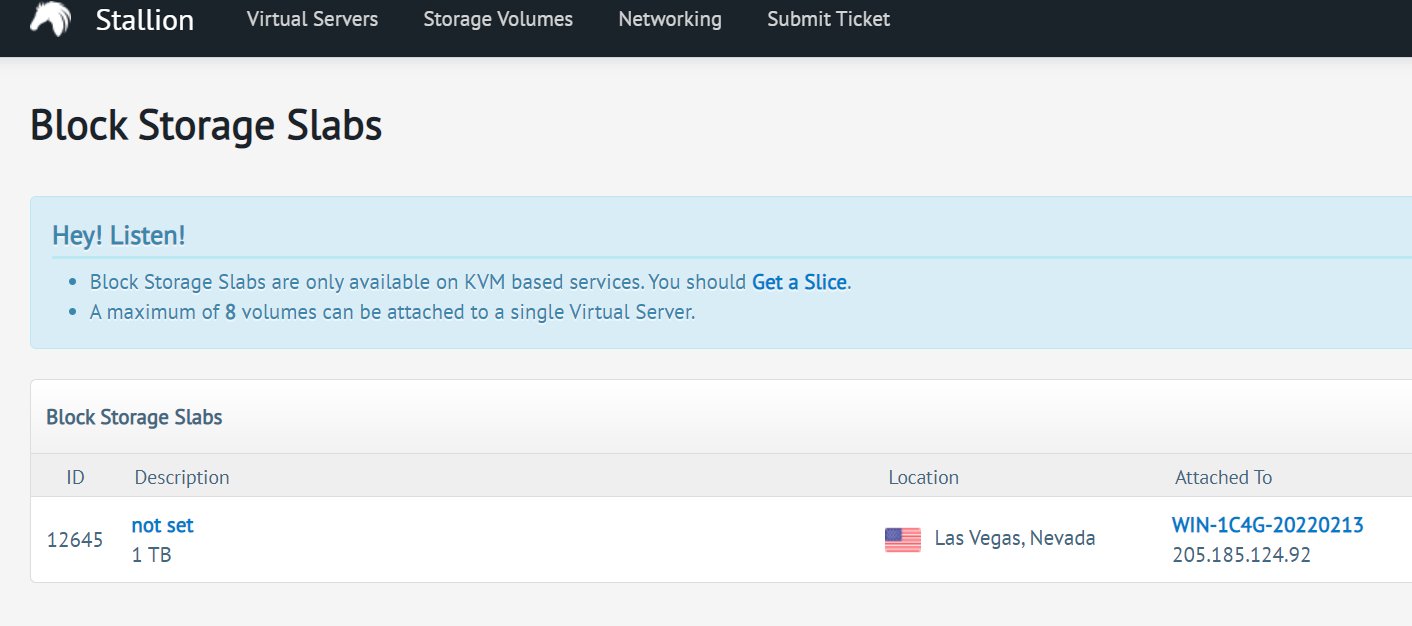 Stallion Virtual Servers Storage Volumes Networking Submit Ticket
Block Storage Slabs
Hey! Listen!
Block Storage Slabs are only available on KVM based services. You should Get a Slice.
A maximum of 8 volumes can be attached to a single Virtual Server.
Block Storage Slabs
ID Description Location Attached To
12645 not set Las Vegas, Nevada WIN-1C4G-20220213
1 TB 205.185.124.92